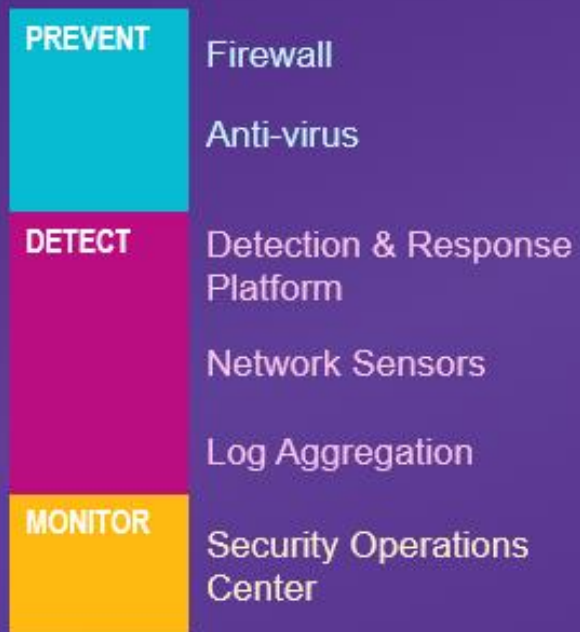 PREVENT
Firewall
Anti-virus
DETECT
Detection & Response
Platform
Network Sensors
Log Aggregation
MONITOR
Security Operations
Center